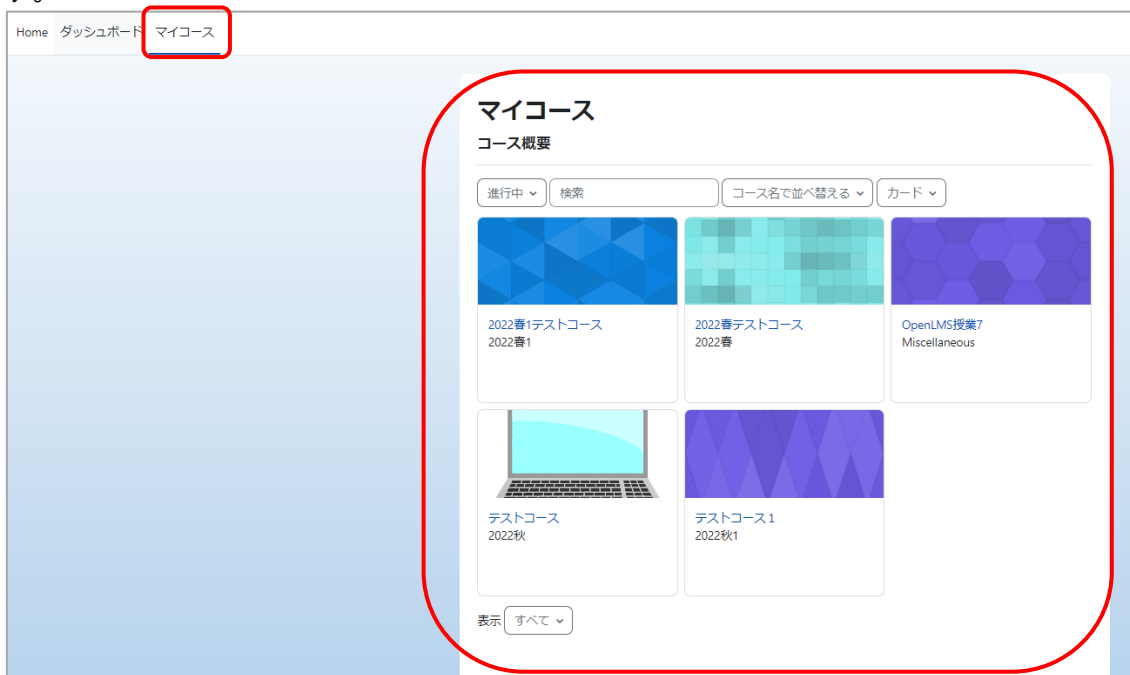 す。
Home ダッシュボード マイコース
マイコース
コース概要
進行中 検索 コース名で並べ替える カード
2022春1テストコース 2022春テストコース OpenLMS授業7
2022春1 2022春 Miscellaneous
テストコース テストコース1
2022秋 2022秋1
表示 すべて